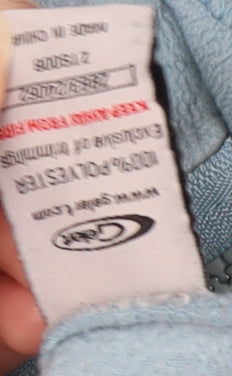 Gelert
www.gelert.com
100% POLYESTER
Exclusive of trimmings
KEEP AWAY FROM FIRE
MADE IN CHINA